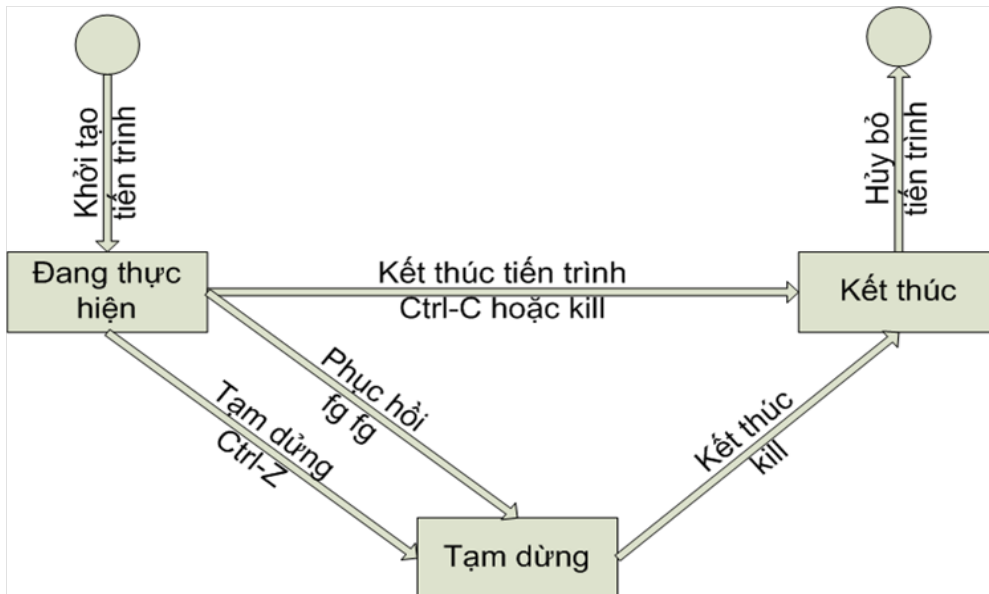 Khởi tạo
tiến trình
Hủy bỏ
tiến trình
Đang thực
hiện
Kết thúc tiến trình
Ctrl-C hoặc kill
Kết thúc
Phục hồi
fg fg
Tạm dửng
Ctrl-Z
Kết thúc
kill
Tạm dừng